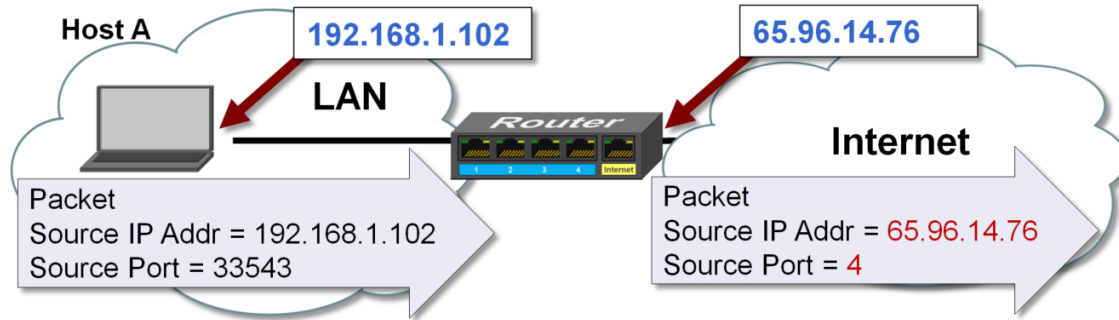 Host A
192.168.1.102
65.96.14.76
LAN
Router
Internet
1 2 3 4 Internet
Packet
Source IP Addr = 192.168.1.102
Source Port = 33543
Packet
Source IP Addr = 65.96.14.76
Source Port = 4